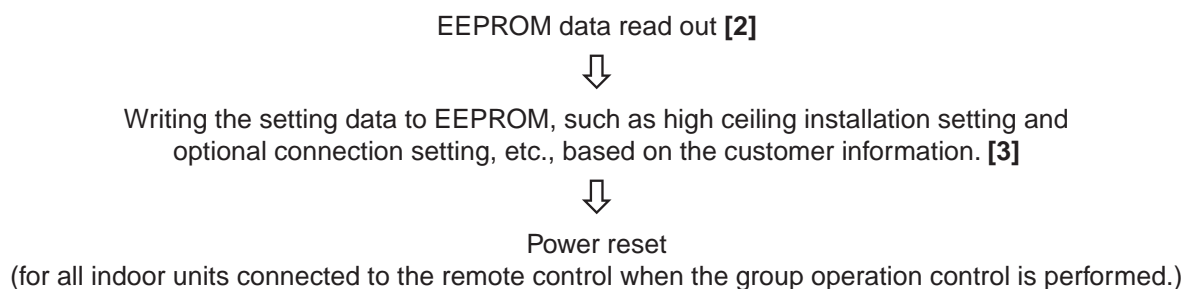 EEPROM data read out [2]
Writing the setting data to EEPROM, such as high ceiling installation setting and
optional connection setting, etc., based on the customer information. [3]
Power reset
(for all indoor units connected to the remote control when the group operation control is performed.)